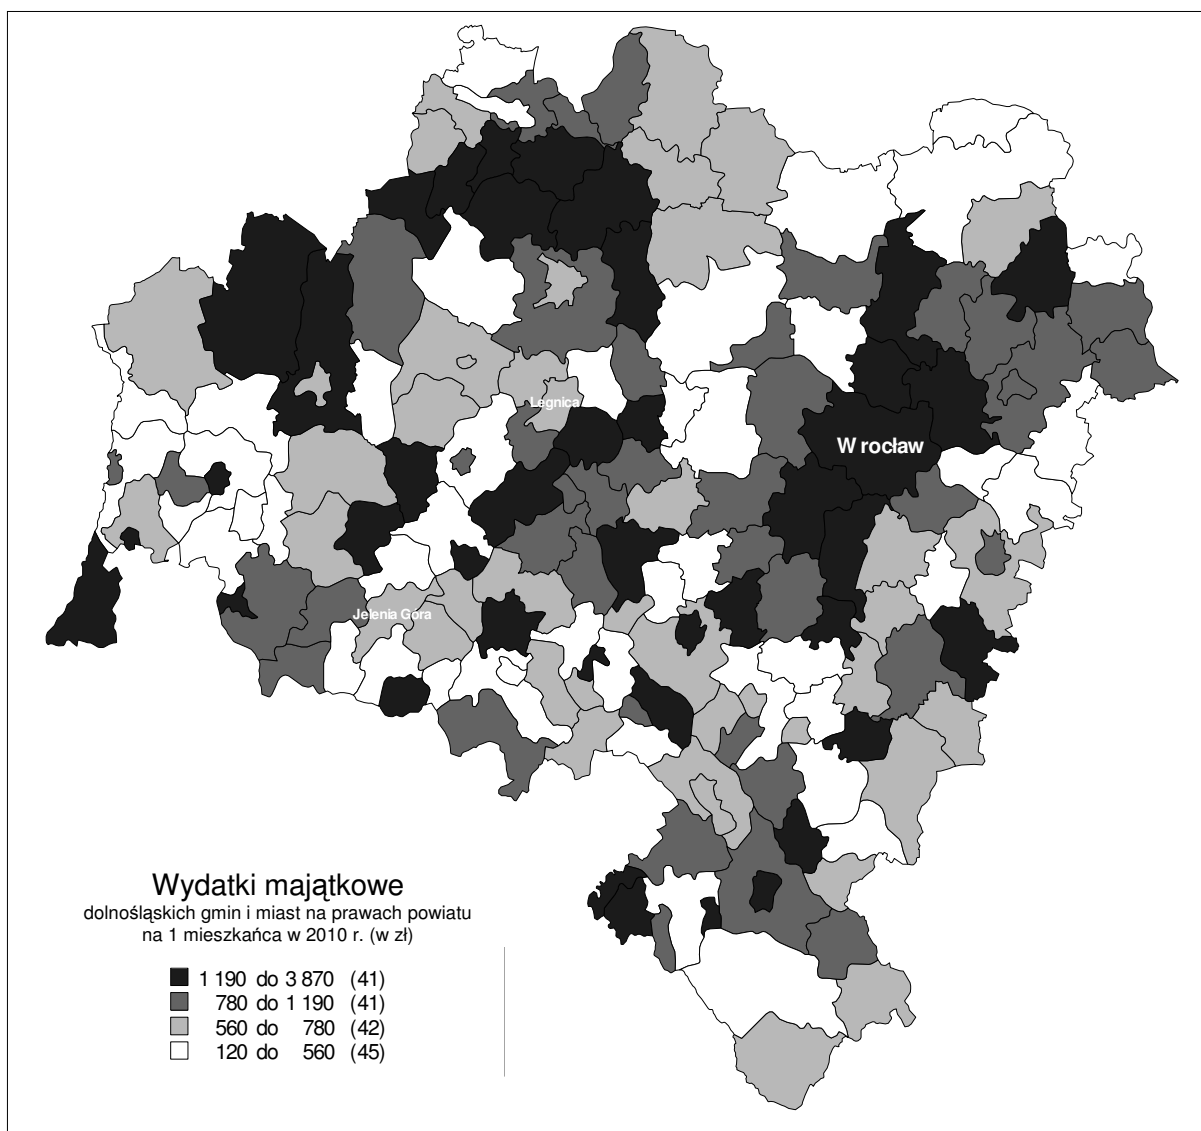 Legnica
W rocław
Jelenia Góra
Wydatki majątkowe
dolnośląskich gmin i miast na prawach powiatu
na 1 mieszkańca w 2010 r. (w zł)
1 190 do 3 870 (41)
780 do 1 190 (41)
560 do 780 (42)
120 do 560 (45)